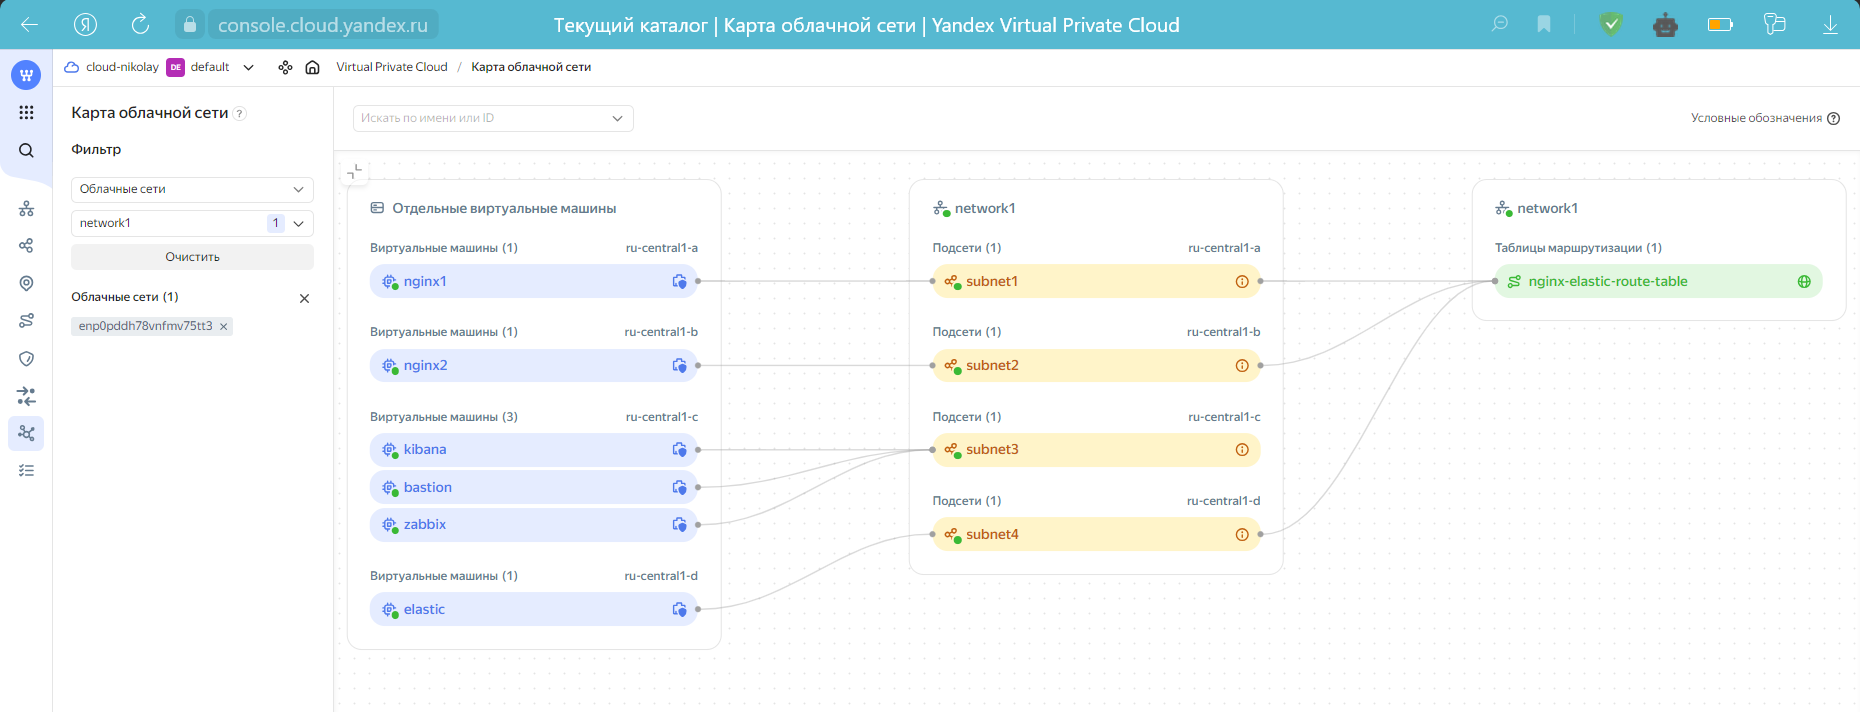 console.cloud.yandex.ru
Текущий каталог | Карта облачной сети | Yandex Virtual Private Cloud
cloud-nikolay DE default Virtual Private Cloud / Карта облачной сети
Карта облачной сети ?
Фильтр
Облачные сети
network1 1
Очистить
Облачные сети (1)
enp0pddh78vnfmv75tt3
Искать по имени или ID
Условные обозначения ?
Отдельные виртуальные машины
Виртуальные машины (1) ru-central1-a
nginx1
Виртуальные машины (1) ru-central1-b
nginx2
Виртуальные машины (3) ru-central1-c
kibana
bastion
zabbix
Виртуальные машины (1) ru-central1-d
elastic
network1
Подсети (1) ru-central1-a
subnet1
Подсети (1) ru-central1-b
subnet2
Подсети (1) ru-central1-c
subnet3
Подсети (1) ru-central1-d
subnet4
network1
Таблицы маршрутизации (1)
nginx-elastic-route-table